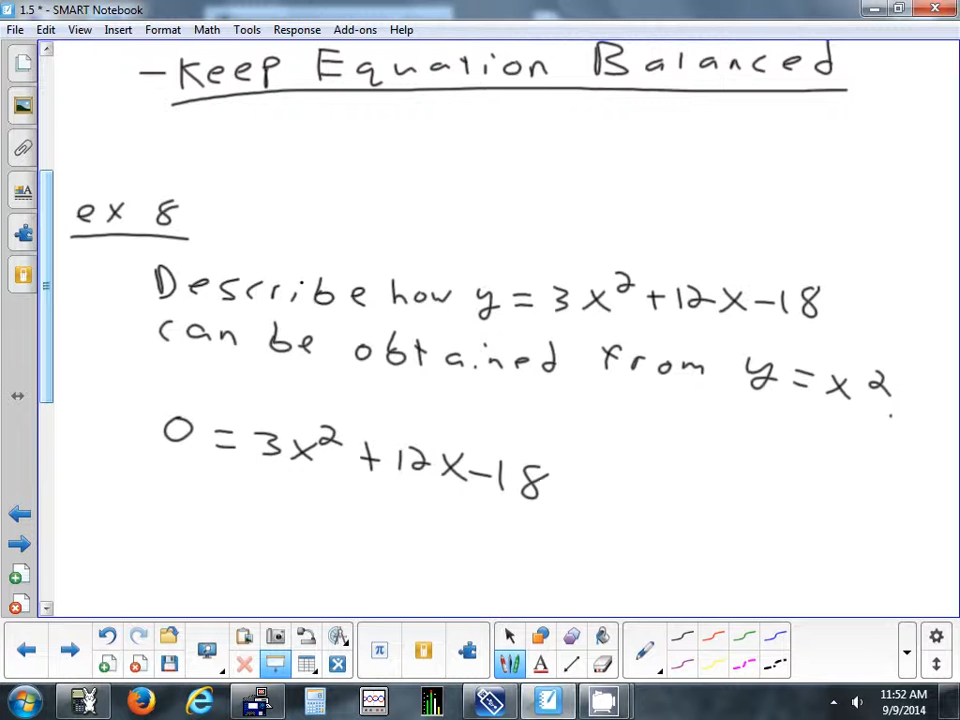 1.5 * - SMART Notebook
File Edit View Insert Format Math Tools Response Add-ons Help
- Keep Equation Balanced
ex 8
Describe how y = 3x² + 12x - 18
can be obtained from y = x²
0 = 3x² + 12x - 18
11:52 AM
9/9/2014